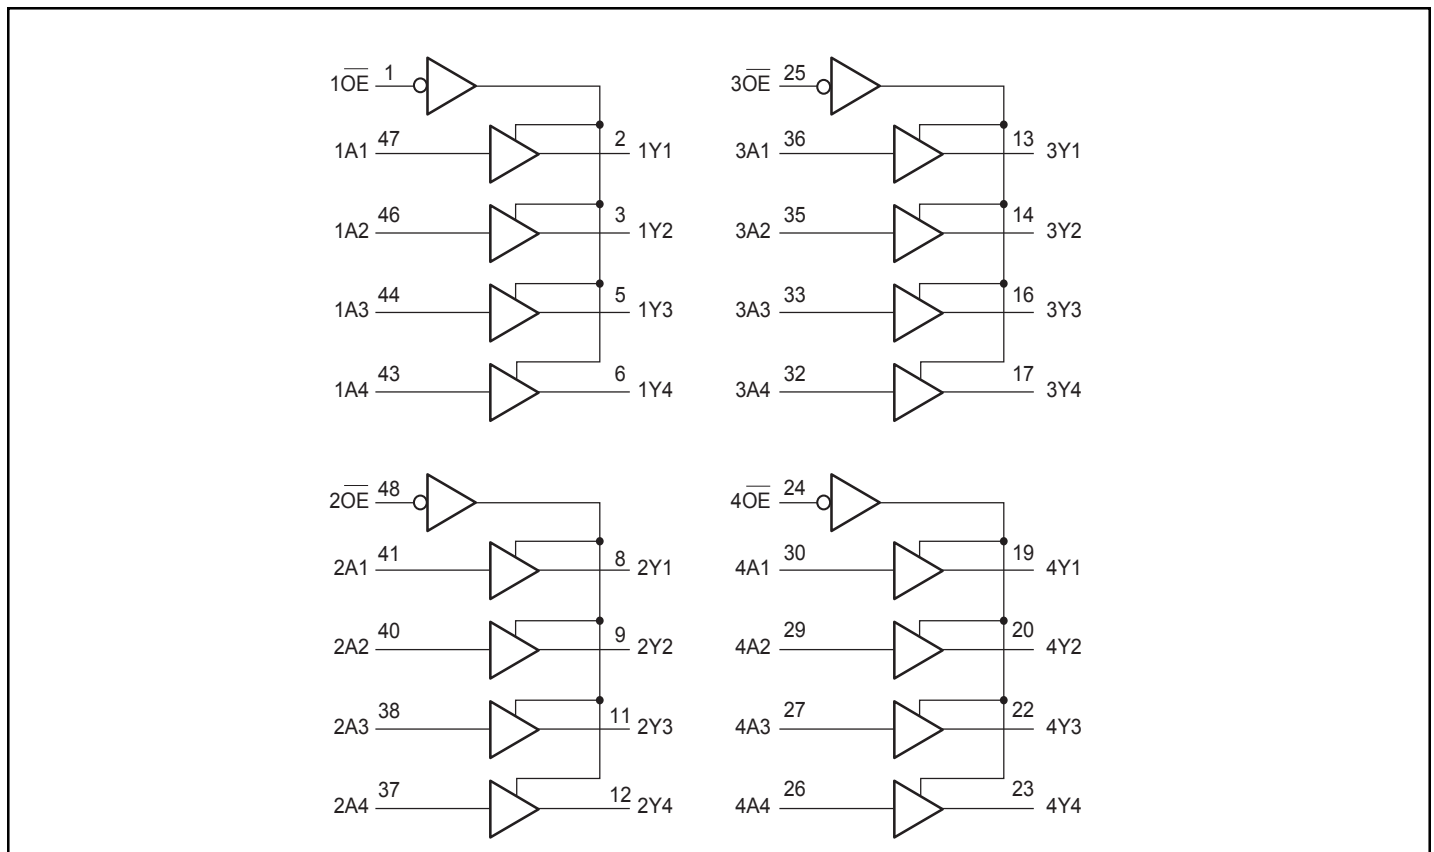 1OE 1
1A1 47 2 1Y1
1A2 46 3 1Y2
1A3 44 5 1Y3
1A4 43 6 1Y4
3OE 25
3A1 36 13 3Y1
3A2 35 14 3Y2
3A3 33 16 3Y3
3A4 32 17 3Y4
2OE 48
2A1 41 8 2Y1
2A2 40 9 2Y2
2A3 38 11 2Y3
2A4 37 12 2Y4
4OE 24
4A1 30 19 4Y1
4A2 29 20 4Y2
4A3 27 22 4Y3
4A4 26 23 4Y4